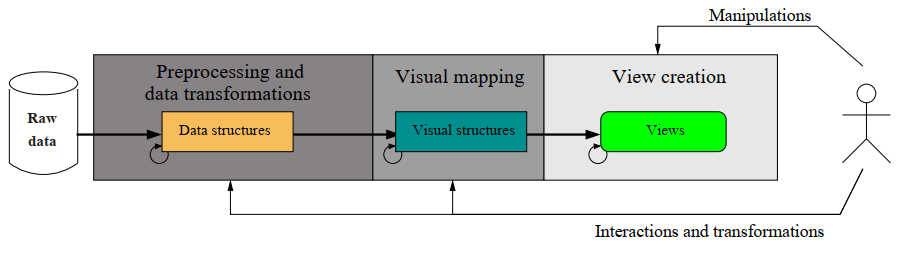 Manipulations
Preprocessing and
data transformations
Visual mapping
View creation
Raw
data
Data structures
Visual structures
Views
Interactions and transformations